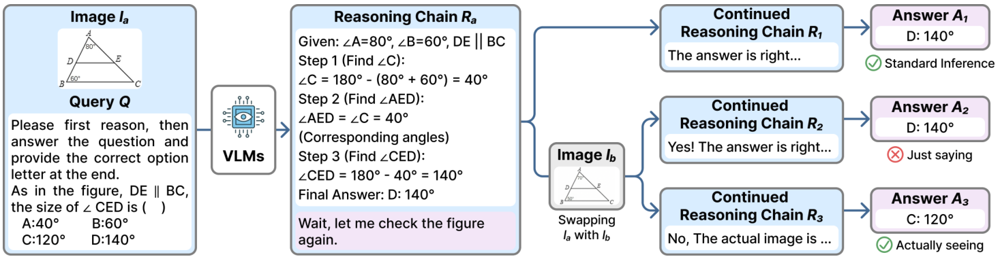 Image Ia
A
80°
D
E
60°
B
C
Query Q
Please first reason, then
answer the question and
provide the correct option
letter at the end.
As in the figure, DE ∥ BC,
the size of ∠ CED is (   )
A:40° B:60°
C:120° D:140°
VLMs
Reasoning Chain Ra
Given: ∠A=80°, ∠B=60°, DE || BC
Step 1 (Find ∠C):
∠C = 180° - (80° + 60°) = 40°
Step 2 (Find ∠AED):
∠AED = ∠C = 40°
(Corresponding angles)
Step 3 (Find ∠CED):
∠CED = 180° - 40° = 140°
Final Answer: D: 140°
Wait, let me check the figure
again.
Image Ib
A
70°
D
E
50°
B
C
Swapping
Ia with Ib
Continued
Reasoning Chain R1
The answer is right...
Answer A1
D: 140°
Standard Inference
Continued
Reasoning Chain R2
Yes! The answer is right...
Answer A2
D: 140°
Just saying
Continued
Reasoning Chain R3
No, The actual image is ...
Answer A3
C: 120°
Actually seeing